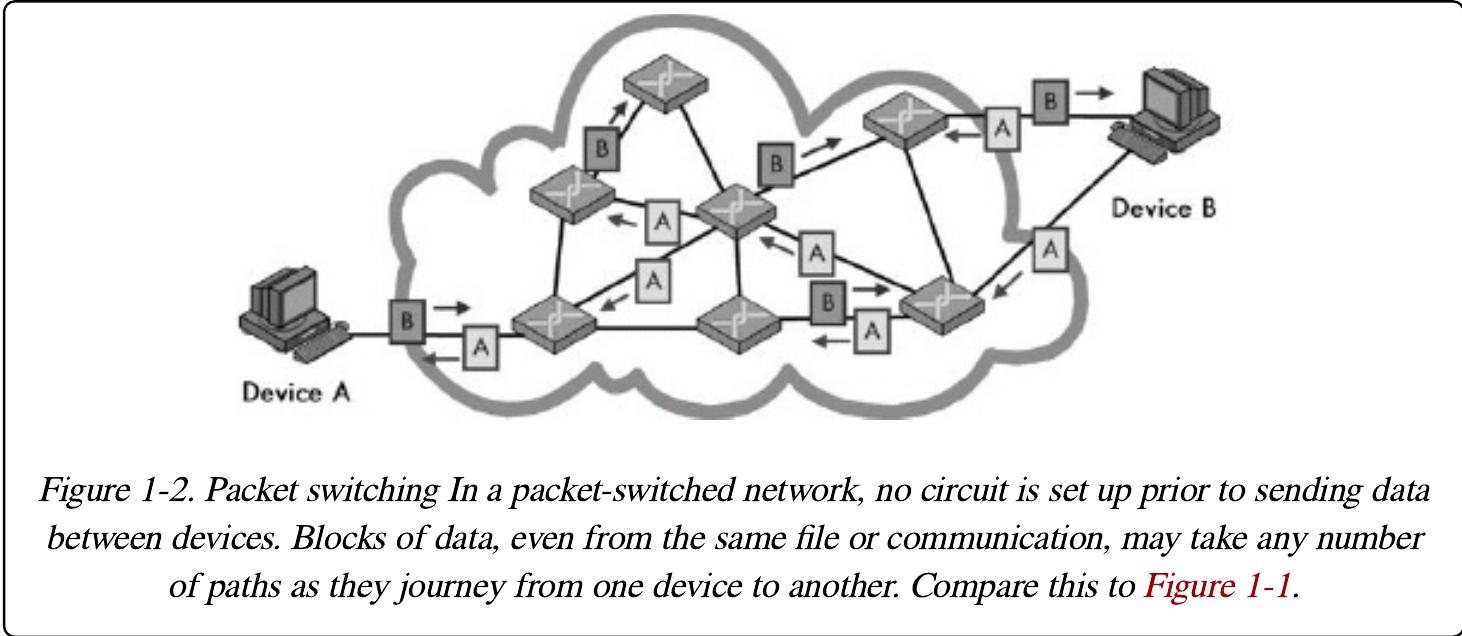 B
B
A
B
B
A
A
A
A
Device B
B
A
B
A
Device A
Figure 1-2. Packet switching In a packet-switched network, no circuit is set up prior to sending data
between devices. Blocks of data, even from the same file or communication, may take any number
of paths as they journey from one device to another. Compare this to Figure 1-1.